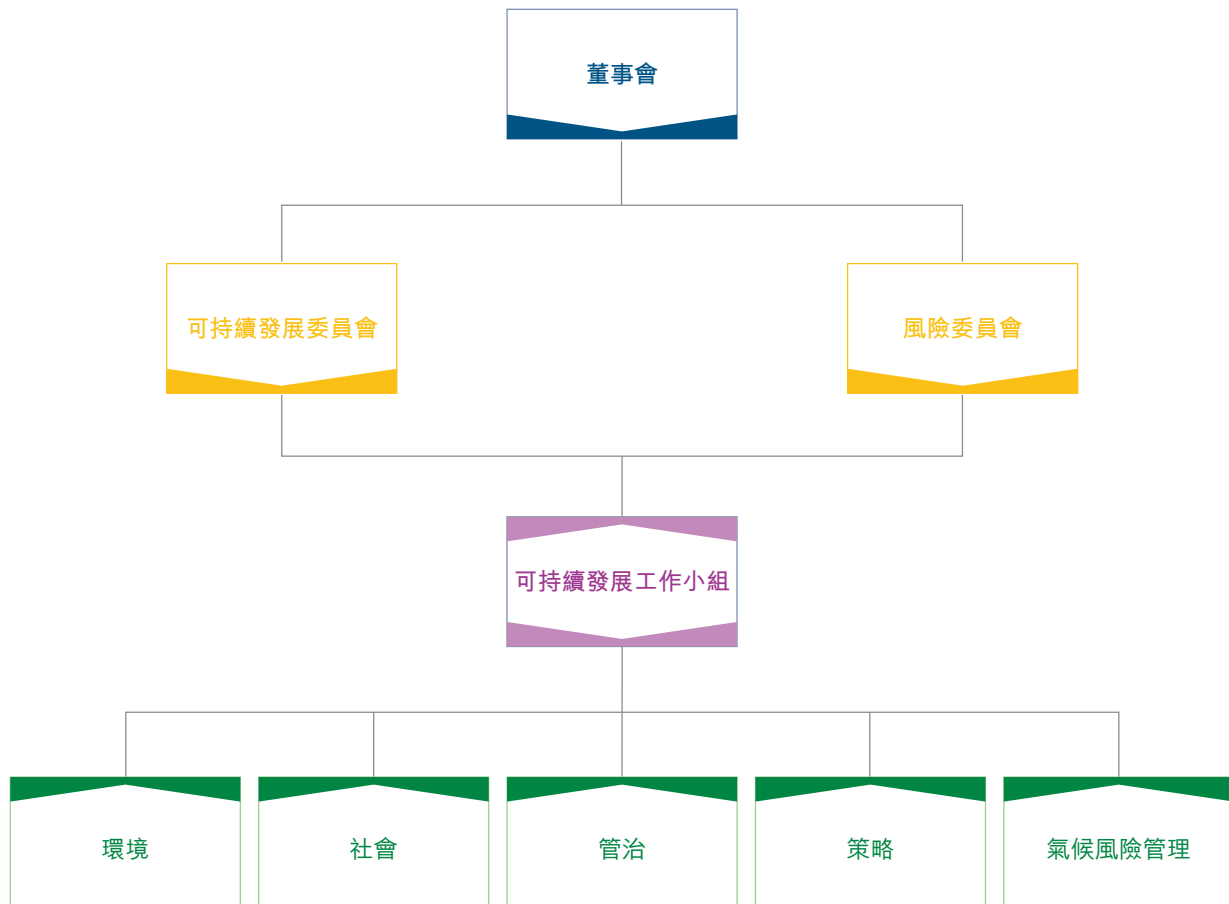 董事會
可持續發展委員會
風險委員會
可持續發展工作小組
環境
社會
管治
策略
氣候風險管理